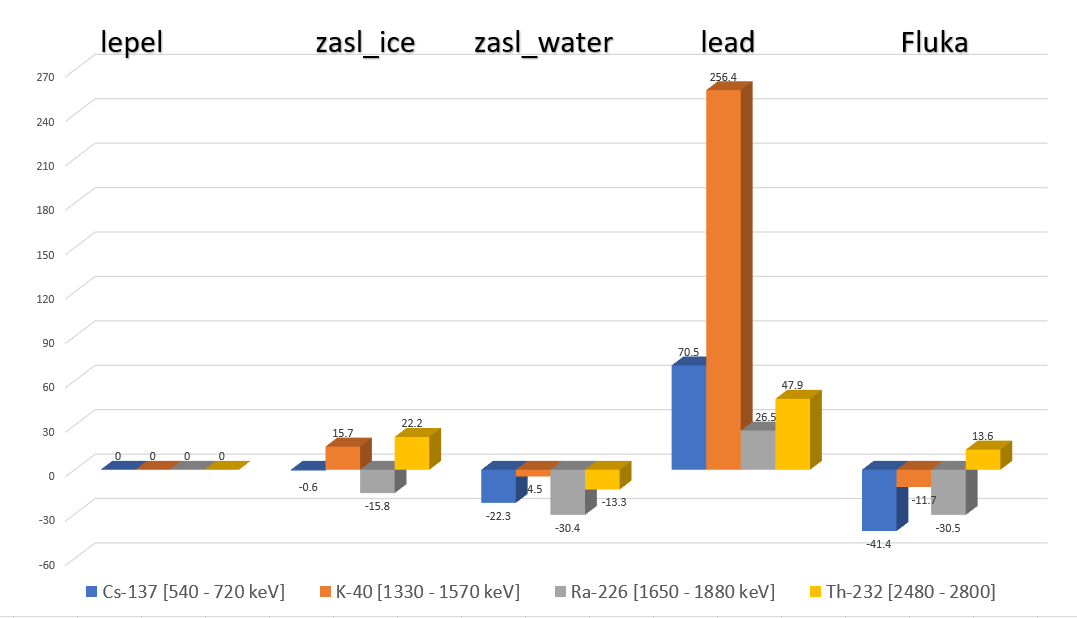 lepel zasl_ice zasl_water lead Fluka
270
240
210
180
150
120
90
60
30
0
-30
-60
0 0 0 0
-0.6 15.7 -15.8 22.2
-22.3 -4.5 -30.4 -13.3
70.5 256.4 26.5 47.9
-41.4 -11.7 -30.5 13.6
Cs-137 [540 - 720 keV] K-40 [1330 - 1570 keV] Ra-226 [1650 - 1880 keV] Th-232 [2480 - 2800]